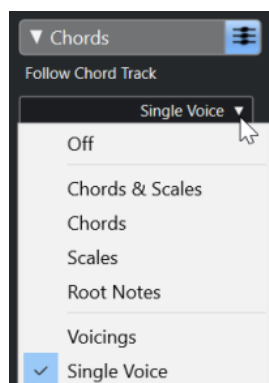 Chords
Follow Chord Track
Single Voice
Off
Chords & Scales
Chords
Scales
Root Notes
Voicings
Single Voice